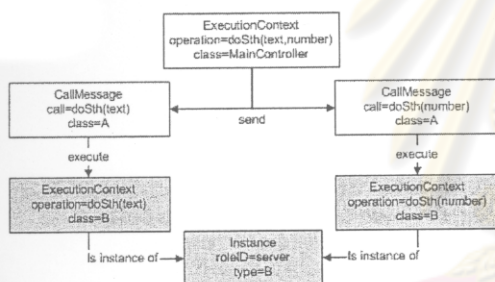 ExecutionContext
operation=doSth(text,number)
class=MainController
CallMessage
call=doSth(text)
class=A
send
CallMessage
call=doSth(number)
class=A
execute
execute
ExecutionContext
operation=doSth(text)
class=B
ExecutionContext
operation=doSth(number)
class=B
Is instance of
Instance
roleID=server
type=B
Is instance of